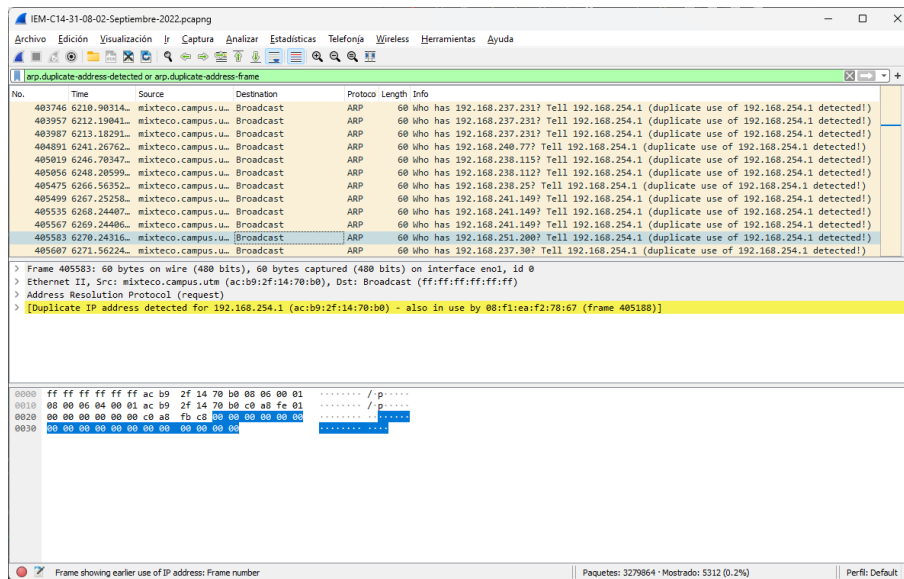 IEM-C14-31-08-02-Septiembre-2022.pcapng
Archivo Edición Visualización Ir Captura Analizar Estadísticas Telefonía Wireless Herramientas Ayuda
arp.duplicate-address-detected or arp.duplicate-address-frame
No. Time Source Destination Protoco Length Info
403746 6210.90314… mixteco.campus.u… Broadcast ARP 60 Who has 192.168.237.231? Tell 192.168.254.1 (duplicate use of 192.168.254.1 detected!)
403957 6212.19041… mixteco.campus.u… Broadcast ARP 60 Who has 192.168.237.231? Tell 192.168.254.1 (duplicate use of 192.168.254.1 detected!)
403987 6213.18291… mixteco.campus.u… Broadcast ARP 60 Who has 192.168.237.231? Tell 192.168.254.1 (duplicate use of 192.168.254.1 detected!)
404891 6241.26762… mixteco.campus.u… Broadcast ARP 60 Who has 192.168.240.77? Tell 192.168.254.1 (duplicate use of 192.168.254.1 detected!)
405019 6246.70347… mixteco.campus.u… Broadcast ARP 60 Who has 192.168.238.115? Tell 192.168.254.1 (duplicate use of 192.168.254.1 detected!)
405056 6248.20599… mixteco.campus.u… Broadcast ARP 60 Who has 192.168.238.112? Tell 192.168.254.1 (duplicate use of 192.168.254.1 detected!)
405475 6266.56352… mixteco.campus.u… Broadcast ARP 60 Who has 192.168.238.25? Tell 192.168.254.1 (duplicate use of 192.168.254.1 detected!)
405499 6267.25258… mixteco.campus.u… Broadcast ARP 60 Who has 192.168.241.149? Tell 192.168.254.1 (duplicate use of 192.168.254.1 detected!)
405535 6268.24407… mixteco.campus.u… Broadcast ARP 60 Who has 192.168.241.149? Tell 192.168.254.1 (duplicate use of 192.168.254.1 detected!)
405567 6269.24406… mixteco.campus.u… Broadcast ARP 60 Who has 192.168.241.149? Tell 192.168.254.1 (duplicate use of 192.168.254.1 detected!)
405583 6270.24316… mixteco.campus.u… Broadcast ARP 60 Who has 192.168.251.200? Tell 192.168.254.1 (duplicate use of 192.168.254.1 detected!)
405607 6271.56224… mixteco.campus.u… Broadcast ARP 60 Who has 192.168.237.30? Tell 192.168.254.1 (duplicate use of 192.168.254.1 detected!)
> Frame 405583: 60 bytes on wire (480 bits), 60 bytes captured (480 bits) on interface eno1, id 0
> Ethernet II, Src: mixteco.campus.utm (ac:b9:2f:14:70:b0), Dst: Broadcast (ff:ff:ff:ff:ff:ff)
> Address Resolution Protocol (request)
> [Duplicate IP address detected for 192.168.254.1 (ac:b9:2f:14:70:b0) - also in use by 08:f1:ea:f2:78:67 (frame 405188)]
0000 ff ff ff ff ff ff ac b9 2f 14 70 b0 08 06 00 01 ········ /·p·····
0010 08 00 06 04 00 01 ac b9 2f 14 70 b0 c0 a8 fe 01 ········ /·p·····
0020 00 00 00 00 00 00 c0 a8 fb c8 00 00 00 00 00 00 ········ ········
0030 00 00 00 00 00 00 00 00 00 00 00 00 ········ ····
Frame showing earlier use of IP address: Frame number
Paquetes: 3279864 · Mostrado: 5312 (0.2%)
Perfil: Default